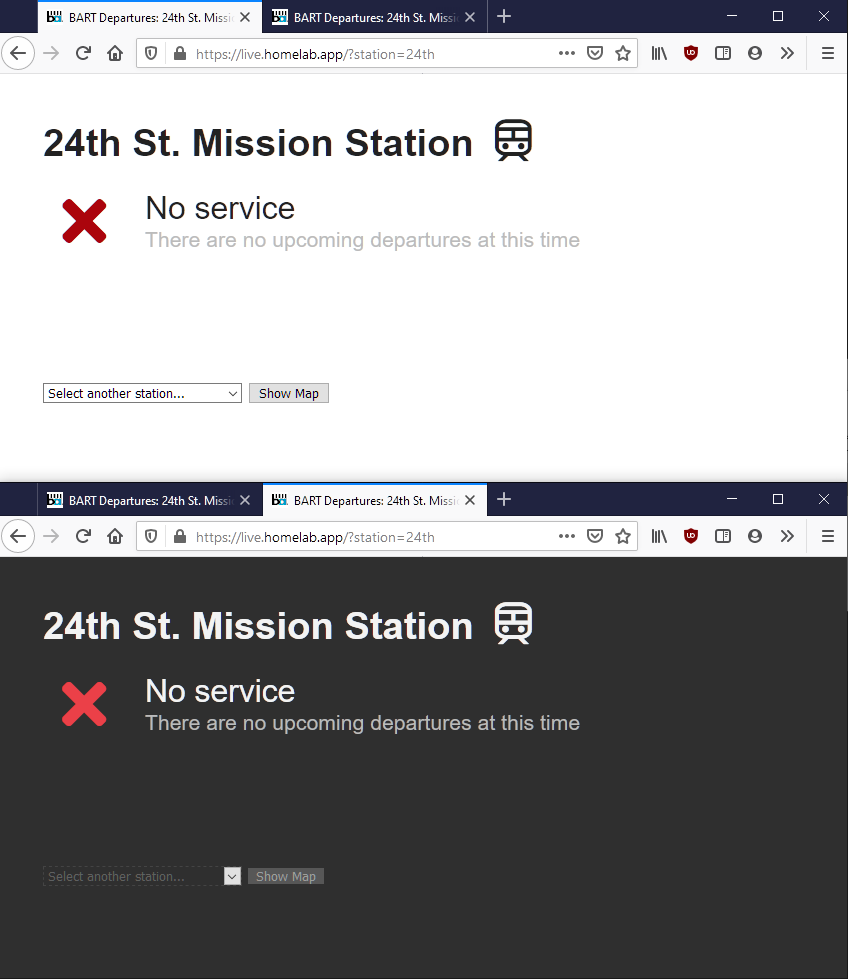 BART Departures: 24th St. Missi
BART Departures: 24th St. Missi
https://live.homelab.app/?station=24th
24th St. Mission Station
No service
There are no upcoming departures at this time
Select another station...
Show Map
BART Departures: 24th St. Missi
BART Departures: 24th St. Missi
https://live.homelab.app/?station=24th
24th St. Mission Station
No service
There are no upcoming departures at this time
Select another station...
Show Map